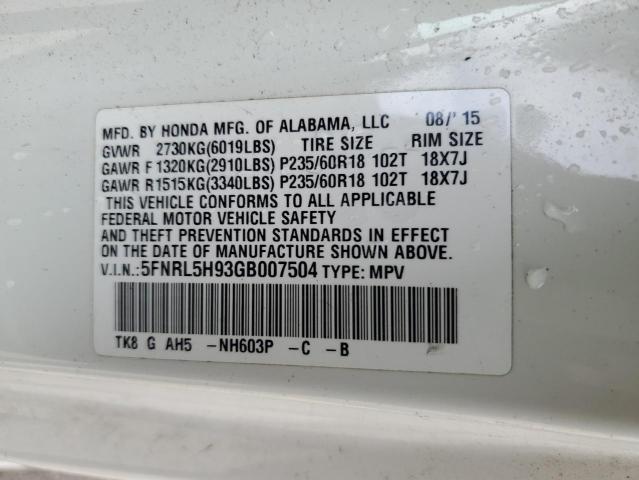 MFD. BY HONDA MFG. OF ALABAMA, LLC 08/'15
GVWR 2730KG(6019LBS) TIRE SIZE RIM SIZE
GAWR F1320KG(2910LBS) P235/60R18 102T 18X7J
GAWR R1515KG(3340LBS) P235/60R18 102T 18X7J
THIS VEHICLE CONFORMS TO ALL APPLICABLE
FEDERAL MOTOR VEHICLE SAFETY
AND THEFT PREVENTION STANDARDS IN EFFECT
ON THE DATE OF MANUFACTURE SHOWN ABOVE.
V.I.N.:5FNRL5H93GB007504 TYPE: MPV
TK8 G AH5 -NH603P -C -B